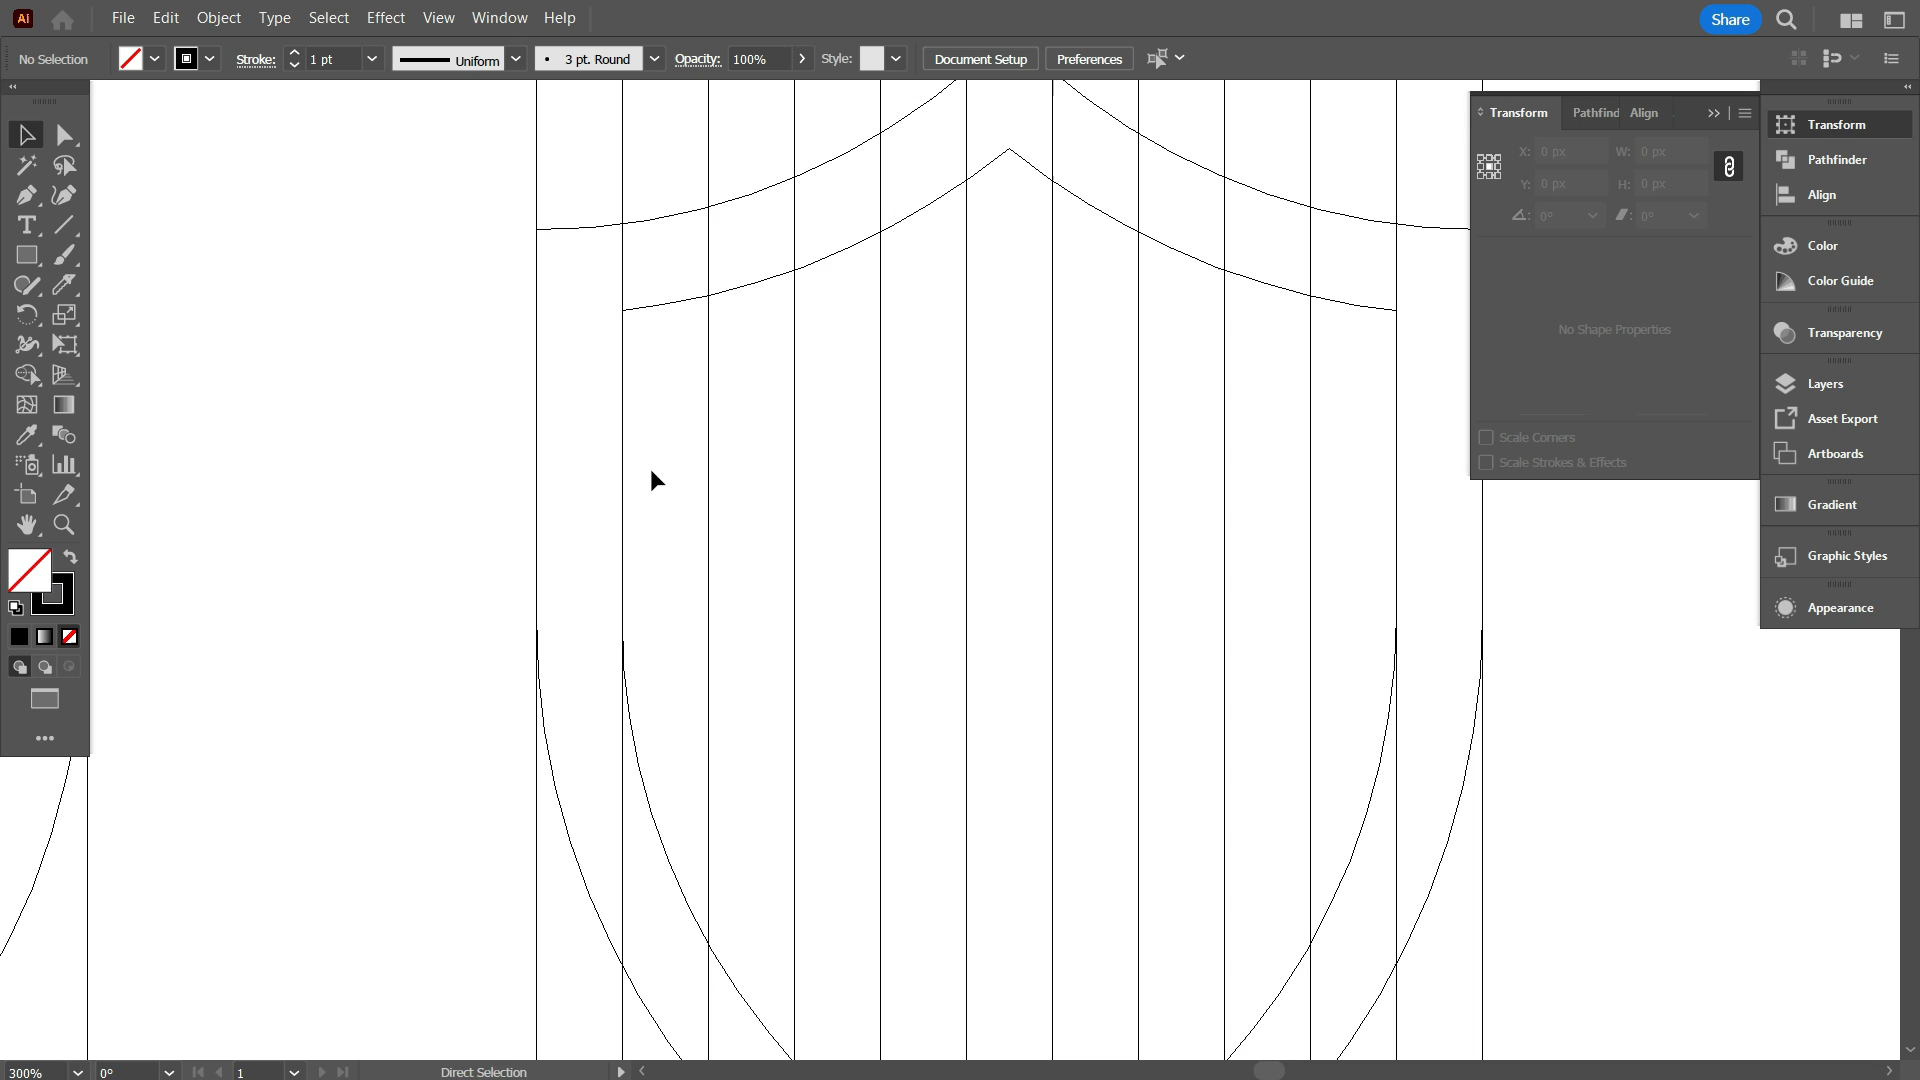 Ai File Edit Object Type Select Effect View Window Help Share
No Selection Stroke: 1 pt Uniform 3 pt. Round Opacity: 100% Style: Document Setup Preferences
Transform Pathfind Align
X: 0 px W: 0 px
Y: 0 px H: 0 px
0° 0°
No Shape Properties
Scale Corners
Scale Strokes & Effects
Transform
Pathfinder
Align
Color
Color Guide
Transparency
Layers
Asset Export
Artboards
Gradient
Graphic Styles
Appearance
300% 0° 1 Direct Selection